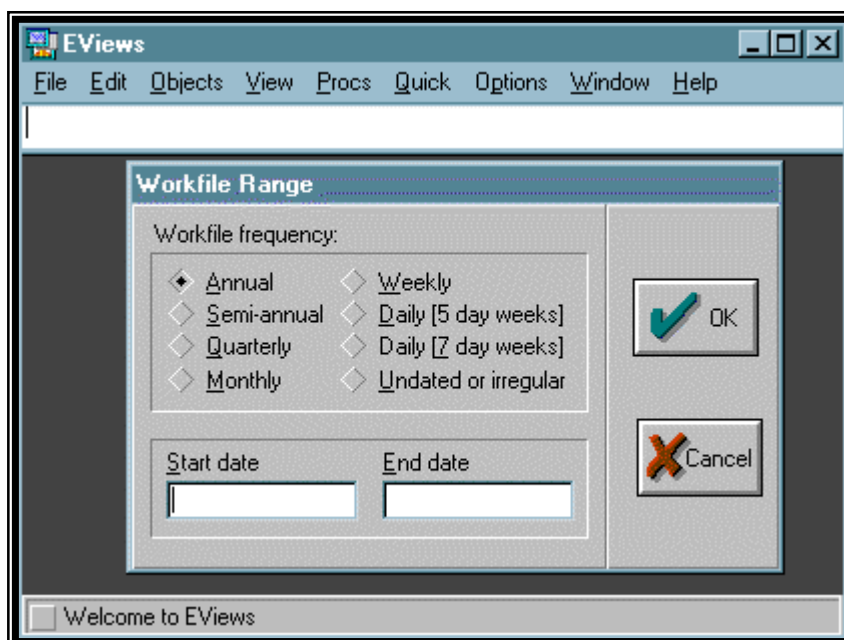 EViews
File Edit Objects View Procs Quick Options Window Help
Workfile Range
Workfile frequency:
Annual Weekly
Semi-annual Daily [5 day weeks]
Quarterly Daily [7 day weeks]
Monthly Undated or irregular
OK
Start date End date
Cancel
Welcome to EViews